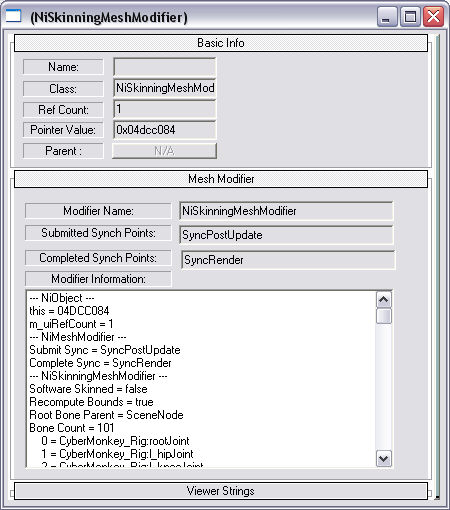 (NiSkinningMeshModifier)
Basic Info
Name:
Class: NiSkinningMeshMod
Ref Count: 1
Pointer Value: 0x04dcc084
Parent : N/A
Mesh Modifier
Modifier Name: NiSkinningMeshModifier
Submitted Synch Points: SyncPostUpdate
Completed Synch Points: SyncRender
Modifier Information:
--- NiObject ---
this = 04DCC084
m_uiRefCount = 1
--- NiMeshModifier ---
Submit Sync = SyncPostUpdate
Complete Sync = SyncRender
--- NiSkinningMeshModifier ---
Software Skinned = false
Recompute Bounds = true
Root Bone Parent = SceneNode
Bone Count = 101
0 = CyberMonkey_Rig:rootJoint
1 = CyberMonkey_Rig:l_hipJoint
2 = CyberMonkey_Rig:l_kneeJoint
Viewer Strings